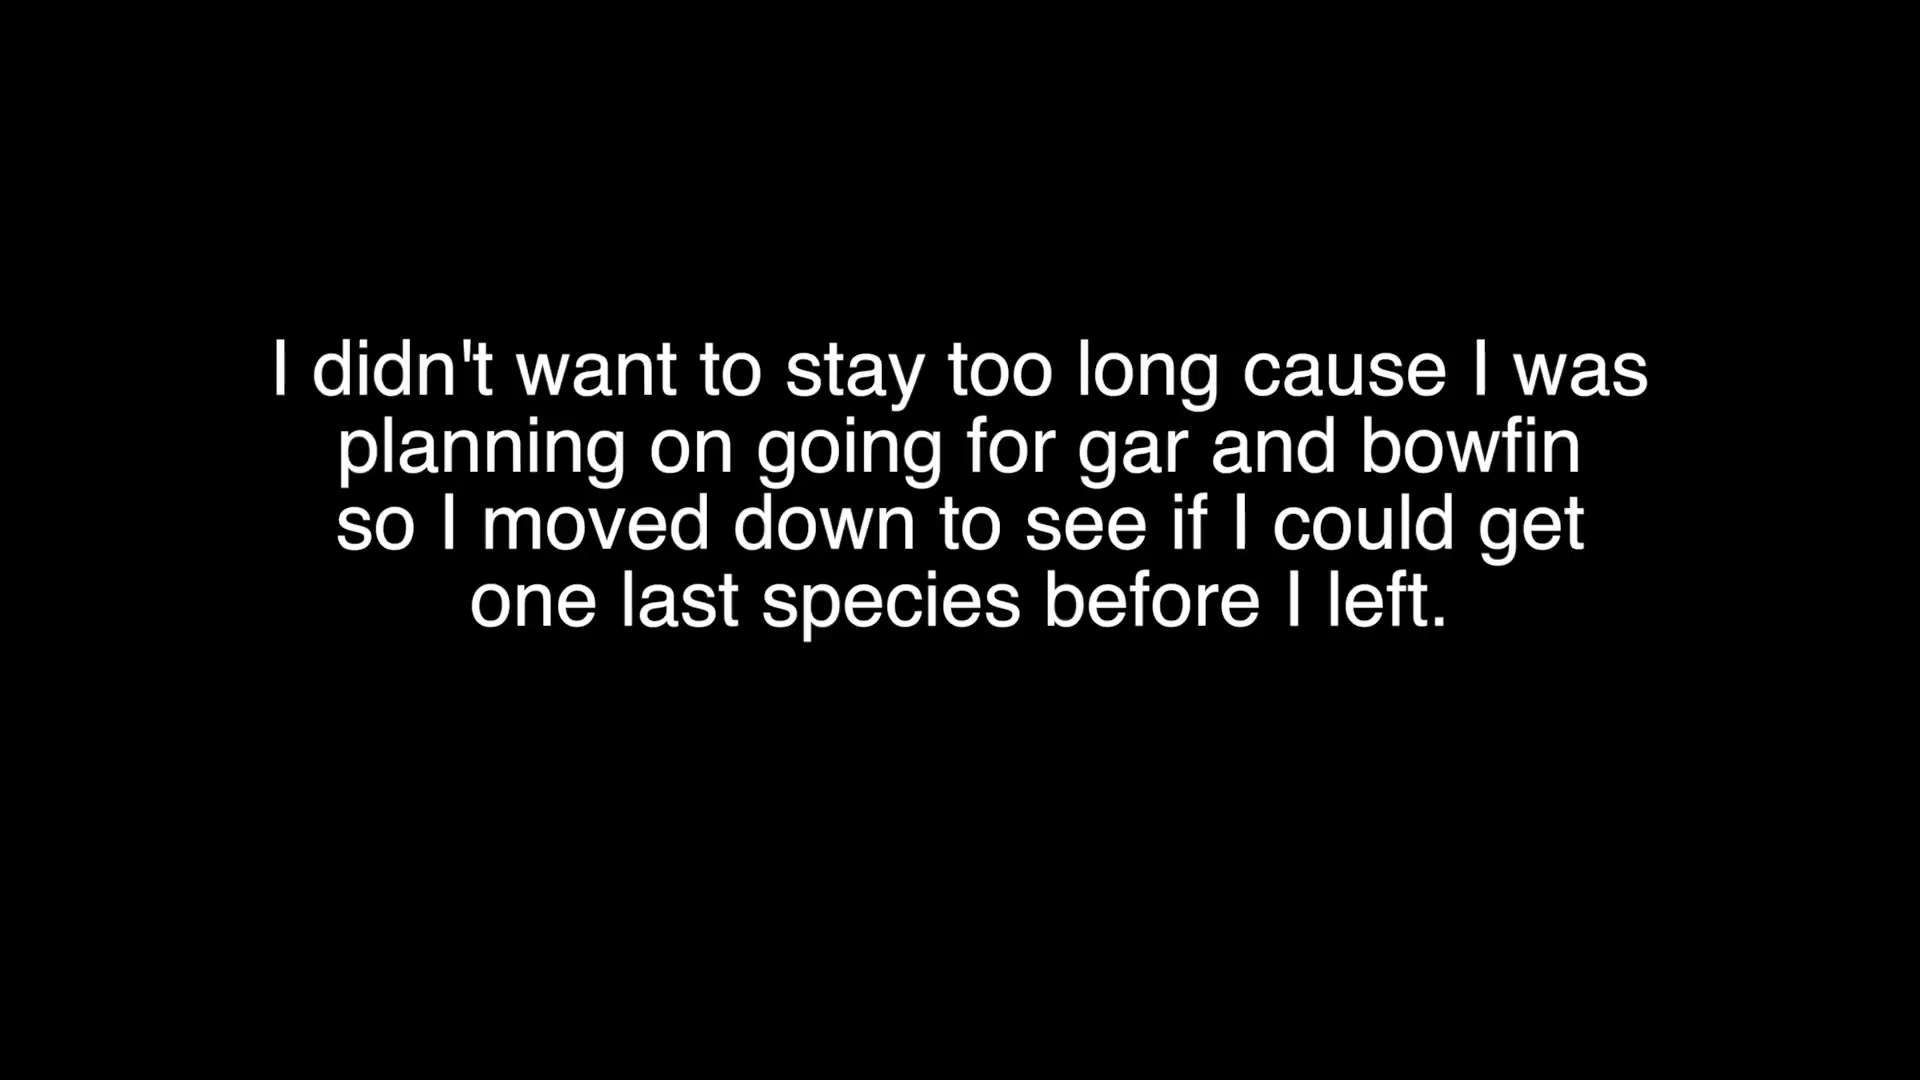 I didn't want to stay too long cause I was
planning on going for gar and bowfin
so I moved down to see if I could get
one last species before I left.